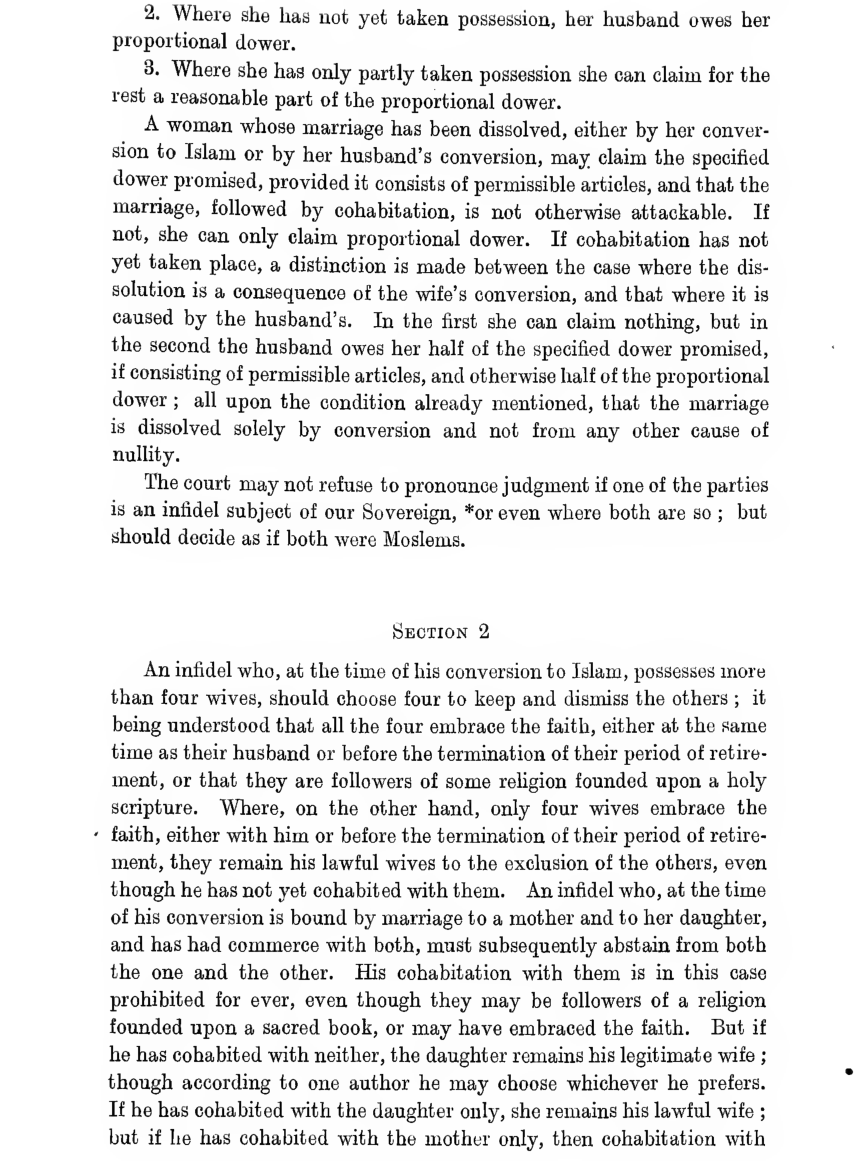 2. Where she has not yet taken possession, her husband owes her
proportional dower.
3. Where she has only partly taken possession she can claim for the
rest a reasonable part of the proportional dower.
A woman whose marriage has been dissolved, either by her conver-
sion to Islam or by her husband's conversion, may claim the specified
dower promised, provided it consists of permissible articles, and that the
marriage, followed by cohabitation, is not otherwise attackable. If
not, she can only claim proportional dower. If cohabitation has not
yet taken place, a distinction is made between the case where the dis-
solution is a consequence of the wife's conversion, and that where it is
caused by the husband's. In the first she can claim nothing, but in
the second the husband owes her half of the specified dower promised,
if consisting of permissible articles, and otherwise half of the proportional
dower ; all upon the condition already mentioned, that the marriage
is dissolved solely by conversion and not from any other cause of
nullity.
The court may not refuse to pronounce judgment if one of the parties
is an infidel subject of our Sovereign, *or even where both are so ; but
should decide as if both were Moslems.
SECTION 2
An infidel who, at the time of his conversion to Islam, possesses more
than four wives, should choose four to keep and dismiss the others ; it
being understood that all the four embrace the faith, either at the same
time as their husband or before the termination of their period of retire-
ment, or that they are followers of some religion founded upon a holy
scripture. Where, on the other hand, only four wives embrace the
faith, either with him or before the termination of their period of retire-
ment, they remain his lawful wives to the exclusion of the others, even
though he has not yet cohabited with them. An infidel who, at the time
of his conversion is bound by marriage to a mother and to her daughter,
and has had commerce with both, must subsequently abstain from both
the one and the other. His cohabitation with them is in this case
prohibited for ever, even though they may be followers of a religion
founded upon a sacred book, or may have embraced the faith. But if
he has cohabited with neither, the daughter remains his legitimate wife ;
though according to one author he may choose whichever he prefers.
If he has cohabited with the daughter only, she remains his lawful wife ;
but if he has cohabited with the mother only, then cohabitation with